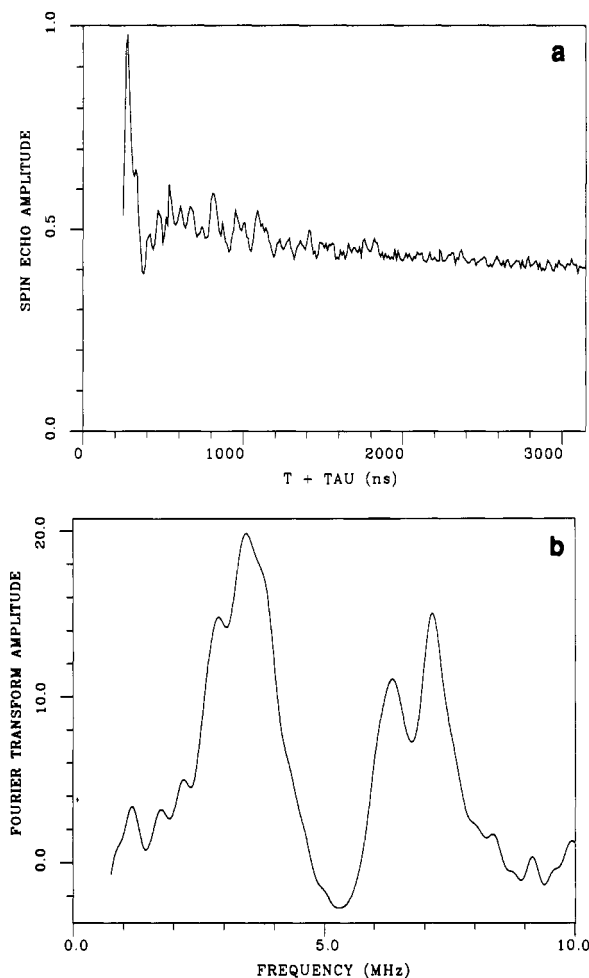 a
1.0
0.5
0.0
SPIN ECHO AMPLITUDE
0 1000 2000 3000
T + TAU (ns)
b
20.0
10.0
0.0
FOURIER TRANSFORM AMPLITUDE
0.0 5.0 10.0
FREQUENCY (MHz)